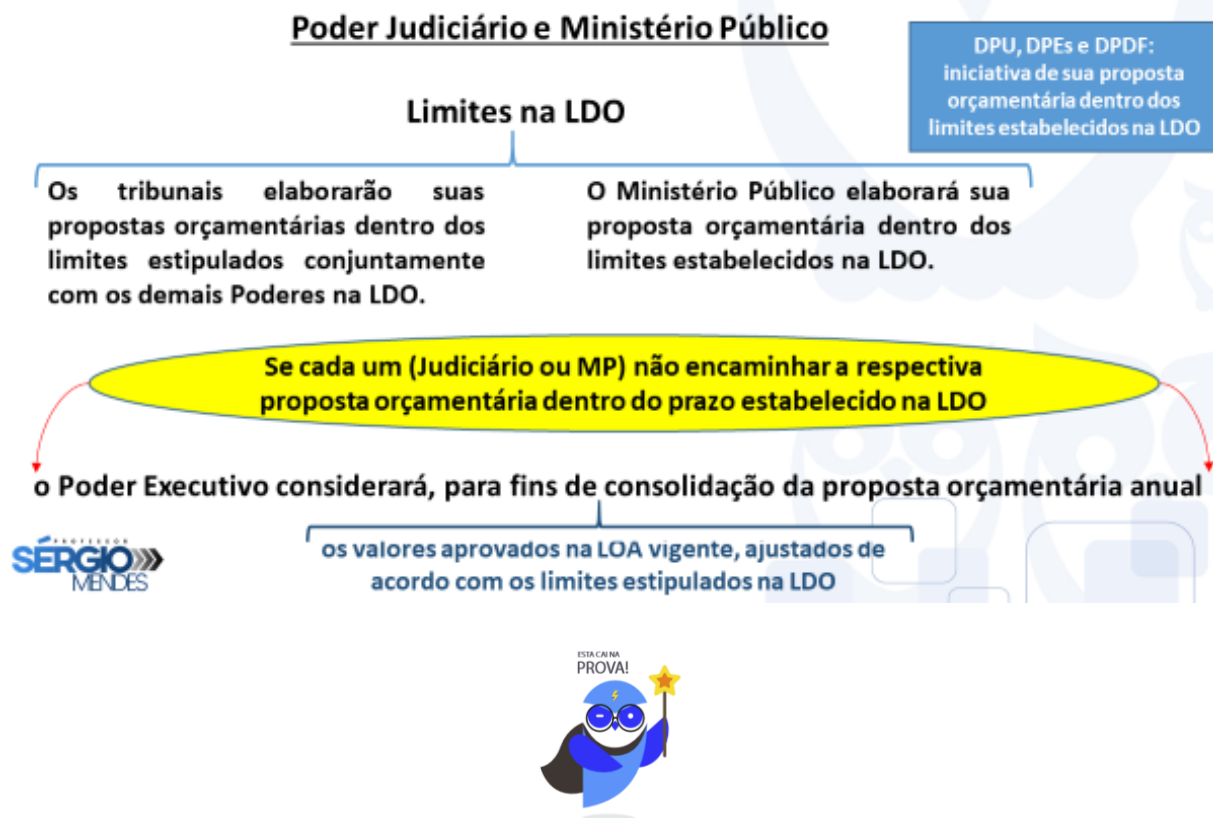 Poder Judiciário e Ministério Público
DPU, DPEs e DPDF:
iniciativa de sua proposta
orçamentária dentro dos
limites estabelecidos na LDO
Limites na LDO
Os tribunais elaborarão suas
propostas orçamentárias dentro dos
limites estipulados conjuntamente
com os demais Poderes na LDO.
O Ministério Público elaborará sua
proposta orçamentária dentro dos
limites estabelecidos na LDO.
Se cada um (Judiciário ou MP) não encaminhar a respectiva
proposta orçamentária dentro do prazo estabelecido na LDO
o Poder Executivo considerará, para fins de consolidação da proposta orçamentária anual
os valores aprovados na LOA vigente, ajustados de
acordo com os limites estipulados na LDO
PROFESSOR
SÉRGIO
MENDES
ESTA CAI NA
PROVA!